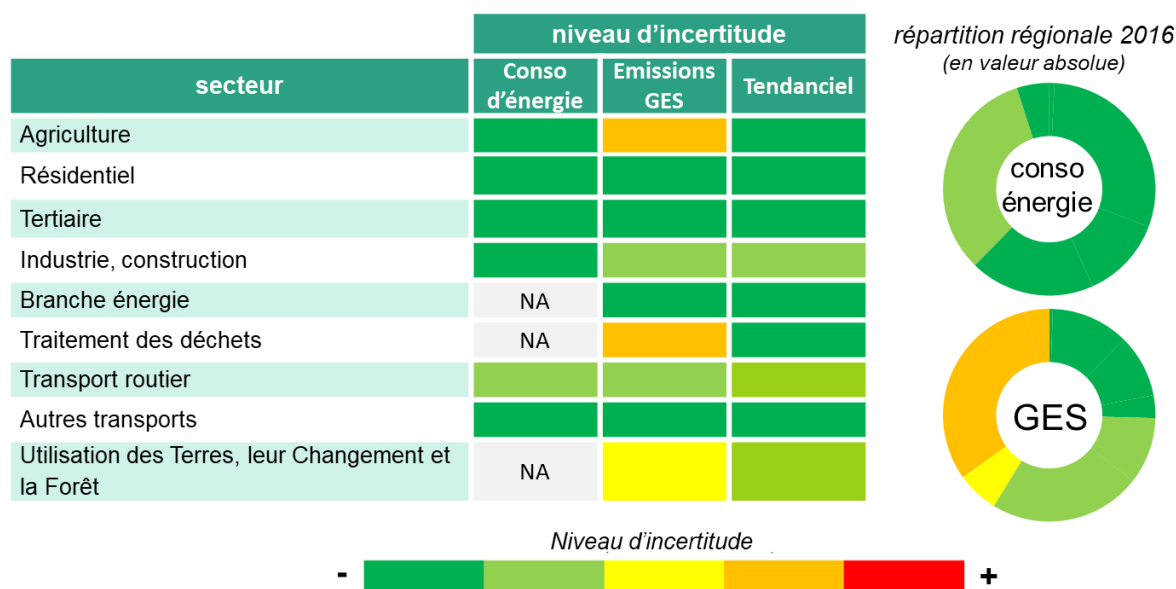 niveau d'incertitude
répartition régionale 2016
(en valeur absolue)
secteur
Conso
d'énergie
Emissions
GES
Tendanciel
Agriculture
Résidentiel
Tertiaire
Industrie, construction
Branche énergie
NA
Traitement des déchets
NA
Transport routier
Autres transports
Utilisation des Terres, leur Changement et
la Forêt
NA
conso
énergie
GES
Niveau d'incertitude
-
+